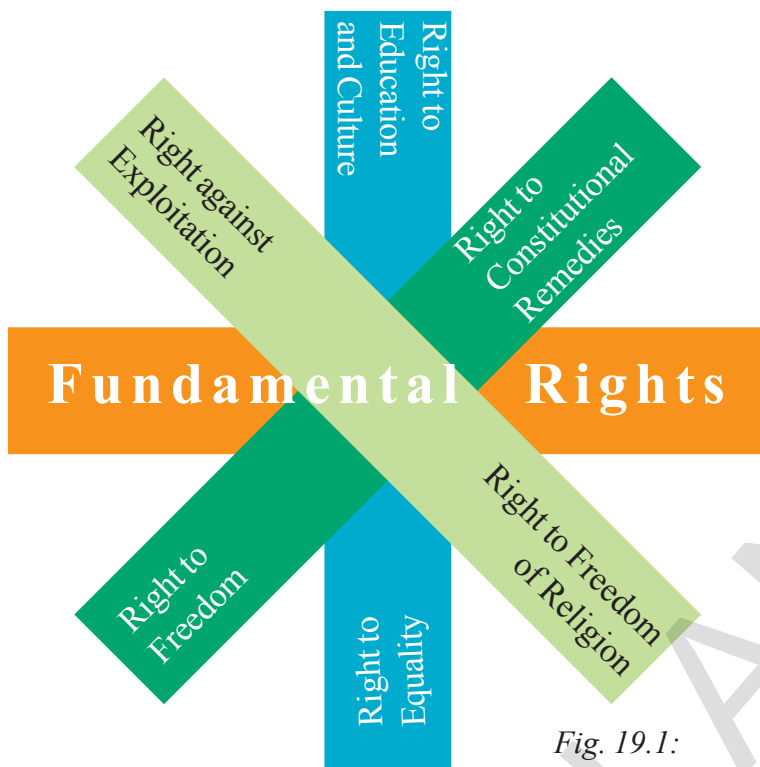 Right to
Education
and Culture
Right against
Exploitation
Right to
Constitutional
Remedies
Fundamental Rights
Right to
Freedom
Right to
Equality
Right to Freedom
of Religion
Fig. 19.1: